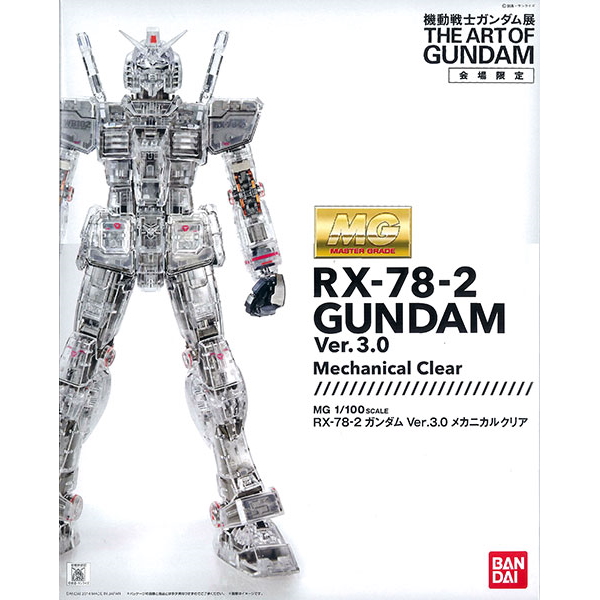 ©創通・サンライズ
機動戦士ガンダム展
THE ART OF
GUNDAM
会場限定
MG
MASTER GRADE
RX-78-2
GUNDAM
Ver.3.0
Mechanical Clear
MG 1/100 SCALE
RX-78-2 ガンダム Ver.3.0 メカニカルクリア
BAN
DAI